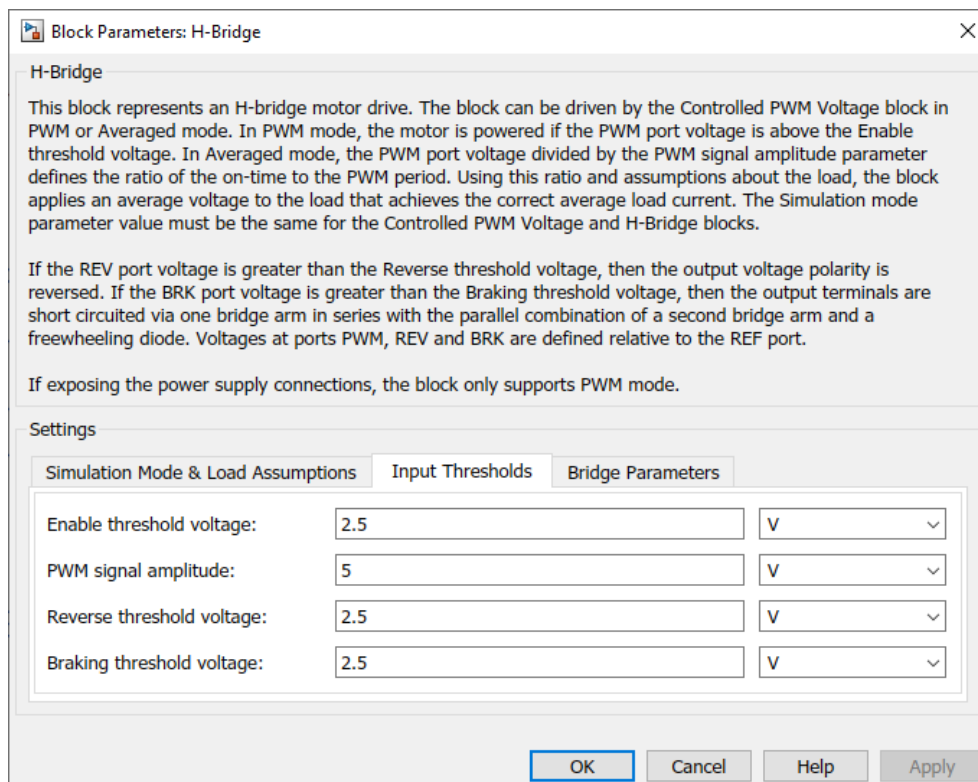 Block Parameters: H-Bridge
H-Bridge
This block represents an H-bridge motor drive. The block can be driven by the Controlled PWM Voltage block in
PWM or Averaged mode. In PWM mode, the motor is powered if the PWM port voltage is above the Enable
threshold voltage. In Averaged mode, the PWM port voltage divided by the PWM signal amplitude parameter
defines the ratio of the on-time to the PWM period. Using this ratio and assumptions about the load, the block
applies an average voltage to the load that achieves the correct average load current. The Simulation mode
parameter value must be the same for the Controlled PWM Voltage and H-Bridge blocks.
If the REV port voltage is greater than the Reverse threshold voltage, then the output voltage polarity is
reversed. If the BRK port voltage is greater than the Braking threshold voltage, then the output terminals are
short circuited via one bridge arm in series with the parallel combination of a second bridge arm and a
freewheeling diode. Voltages at ports PWM, REV and BRK are defined relative to the REF port.
If exposing the power supply connections, the block only supports PWM mode.
Settings
Simulation Mode & Load Assumptions Input Thresholds Bridge Parameters
Enable threshold voltage: 2.5 V
PWM signal amplitude: 5 V
Reverse threshold voltage: 2.5 V
Braking threshold voltage: 2.5 V
OK Cancel Help Apply